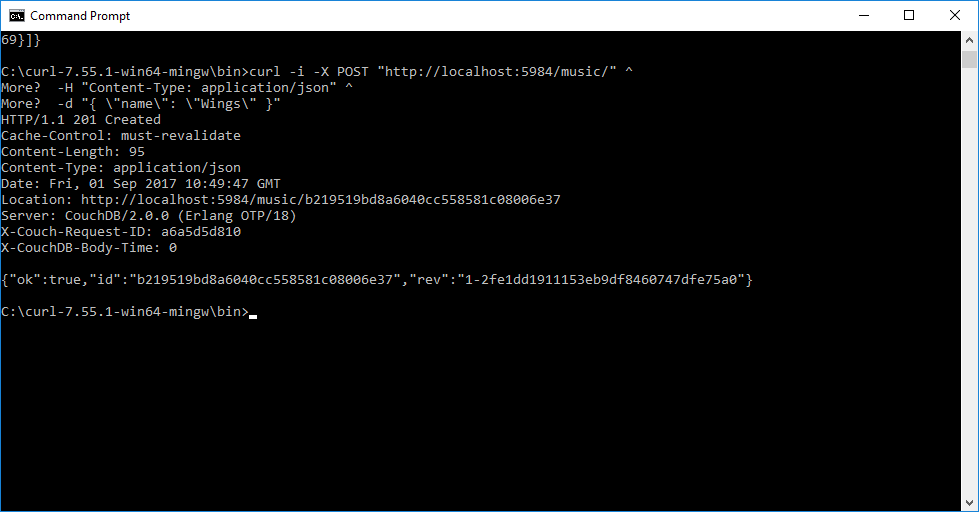 Command Prompt
69}]}
C:\curl-7.55.1-win64-mingw\bin>curl -i -X POST "http://localhost:5984/music/" ^
More?  -H "Content-Type: application/json" ^
More?  -d "{ \"name\": \"Wings\" }"
HTTP/1.1 201 Created
Cache-Control: must-revalidate
Content-Length: 95
Content-Type: application/json
Date: Fri, 01 Sep 2017 10:49:47 GMT
Location: http://localhost:5984/music/b219519bd8a6040cc558581c08006e37
Server: CouchDB/2.0.0 (Erlang OTP/18)
X-Couch-Request-ID: a6a5d5d810
X-CouchDB-Body-Time: 0
{"ok":true,"id":"b219519bd8a6040cc558581c08006e37","rev":"1-2fe1dd1911153eb9df8460747dfe75a0"}
C:\curl-7.55.1-win64-mingw\bin>